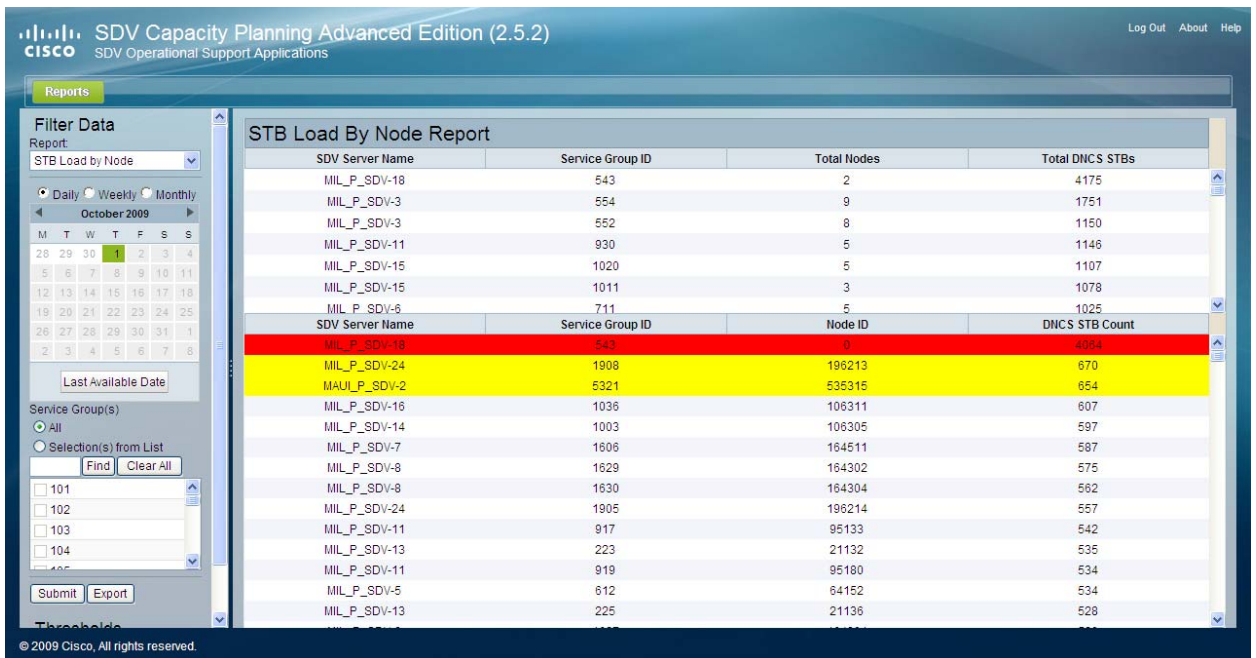 CISCO
SDV Capacity Planning Advanced Edition (2.5.2)
SDV Operational Support Applications
Log Out About Help
Reports
Filter Data
Report:
STB Load by Node
Daily Weekly Monthly
October 2009
M T W T F S S
28 29 30 1 2 3 4
5 6 7 8 9 10 11
12 13 14 15 16 17 18
19 20 21 22 23 24 25
26 27 28 29 30 31 1
2 3 4 5 6 7 8
Last Available Date
Service Group(s)
All
Selection(s) from List
Find Clear All
101
102
103
104
Submit Export
Thresholds
STB Load By Node Report
SDV Server Name Service Group ID Total Nodes Total DNCS STBs
MIL_P_SDV-18 543 2 4175
MIL_P_SDV-3 554 9 1751
MIL_P_SDV-3 552 8 1150
MIL_P_SDV-11 930 5 1146
MIL_P_SDV-15 1020 5 1107
MIL_P_SDV-15 1011 3 1078
MIL_P_SDV-6 711 5 1025
SDV Server Name Service Group ID Node ID DNCS STB Count
MIL_P_SDV-18 543 0 4064
MIL_P_SDV-24 1908 196213 670
MAUI_P_SDV-2 5321 535315 654
MIL_P_SDV-16 1036 106311 607
MIL_P_SDV-14 1003 106305 597
MIL_P_SDV-7 1606 164511 587
MIL_P_SDV-8 1629 164302 575
MIL_P_SDV-8 1630 164304 562
MIL_P_SDV-24 1905 196214 557
MIL_P_SDV-11 917 95133 542
MIL_P_SDV-13 223 21132 535
MIL_P_SDV-11 919 95180 534
MIL_P_SDV-5 612 64152 534
MIL_P_SDV-13 225 21136 528
© 2009 Cisco, All rights reserved.